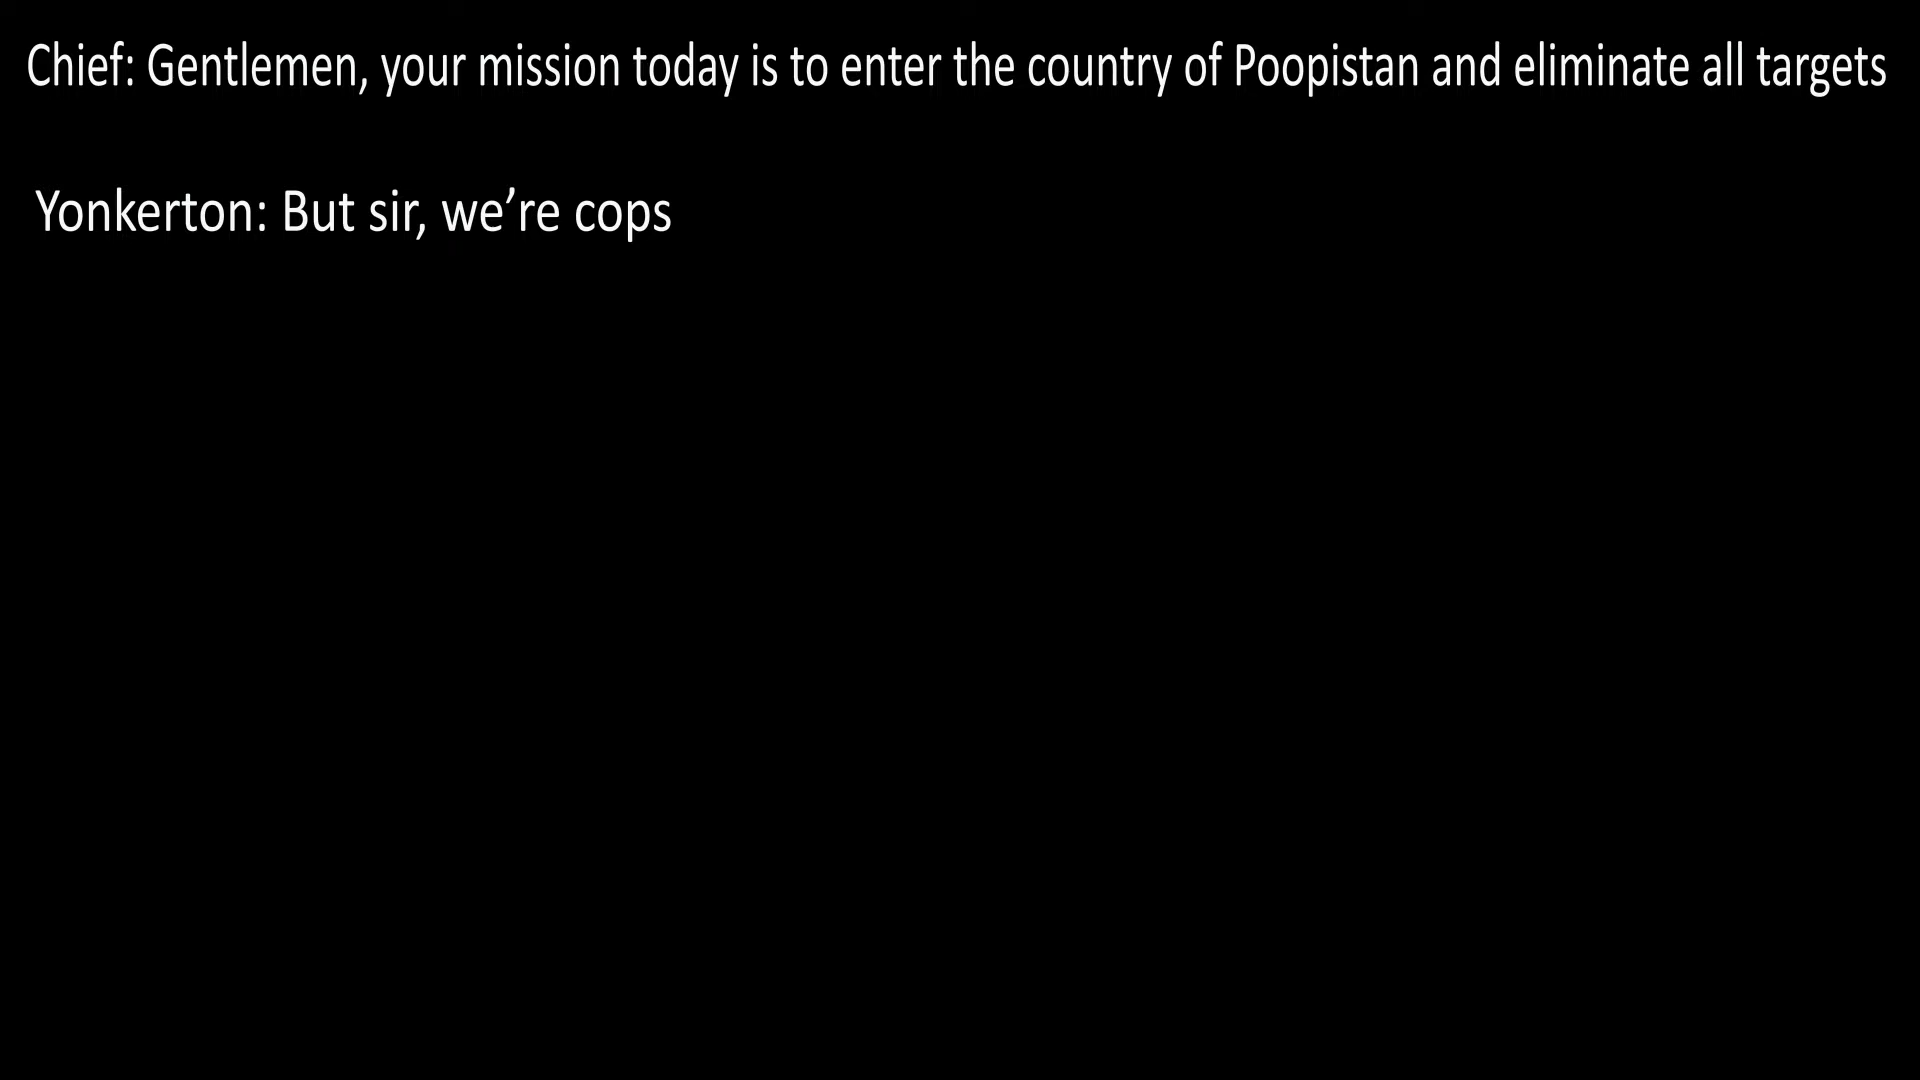 Chief: Gentlemen, your mission today is to enter the country of Poopistan and eliminate all targets
Yonkerton: But sir, we’re cops